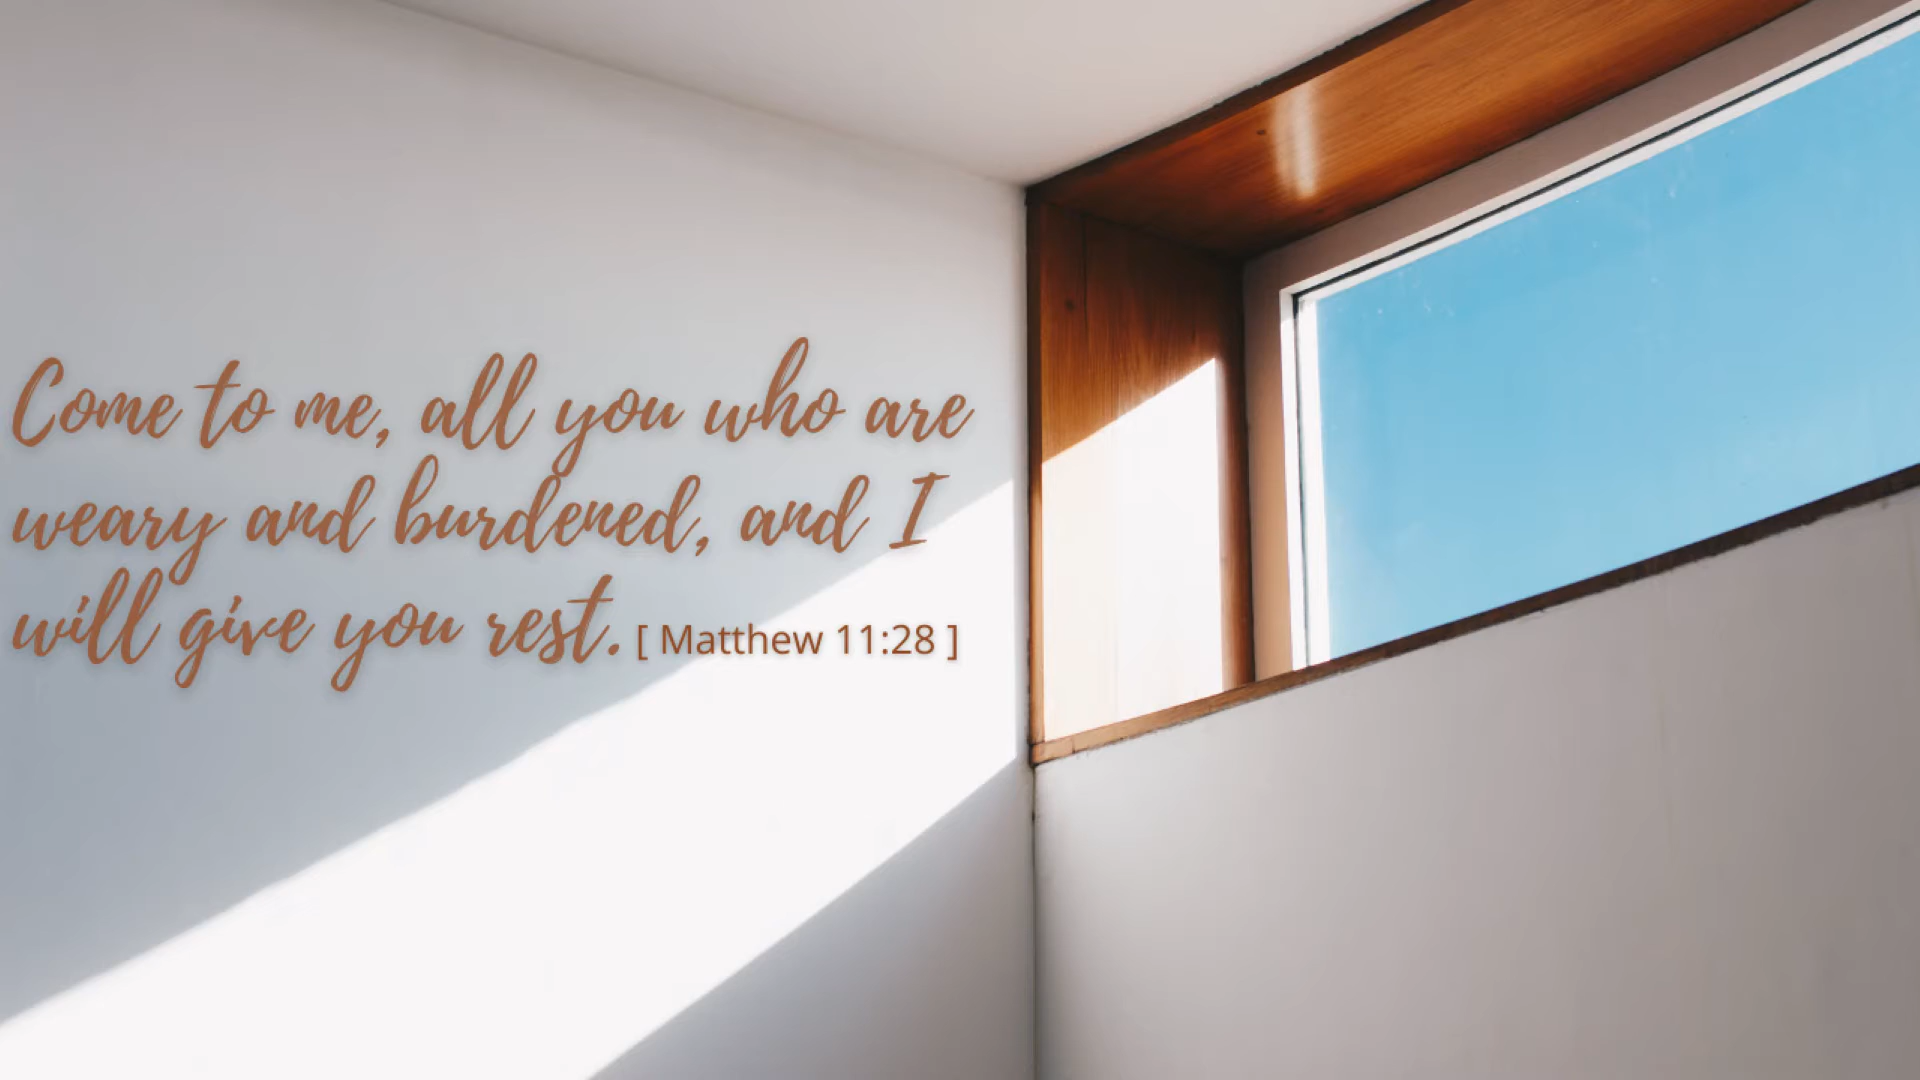 Come to me, all you who are
weary and burdened, and I
will give you rest. [ Matthew 11:28 ]